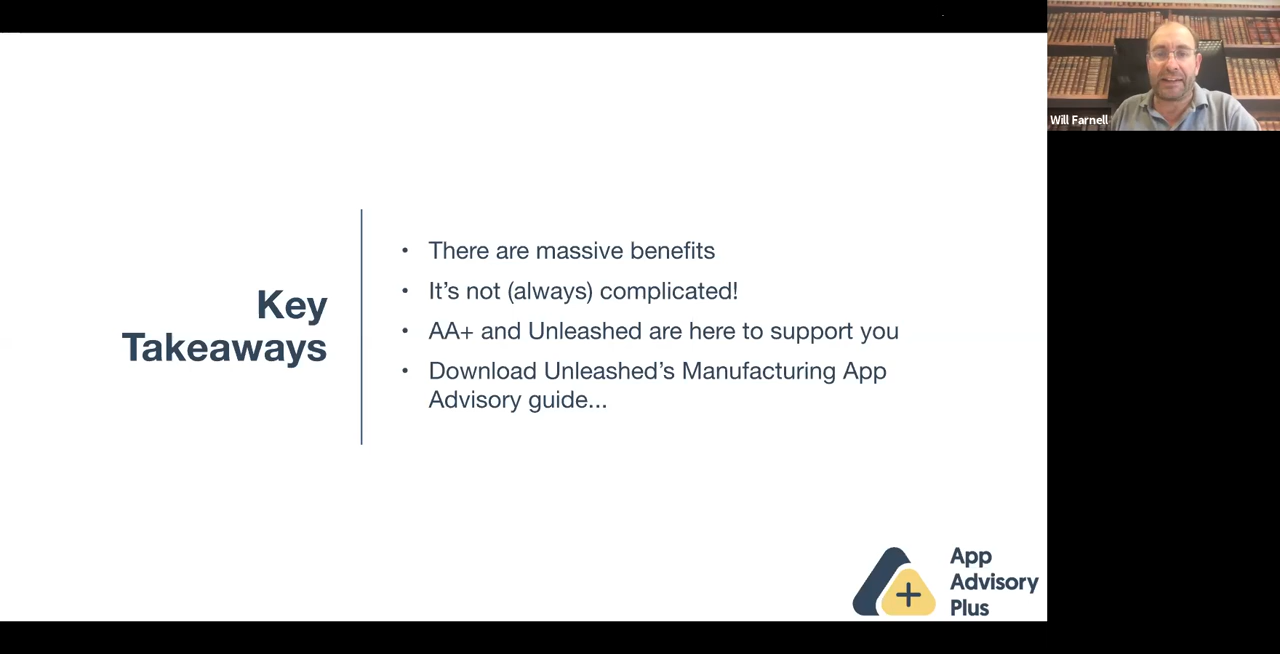 Will Farnell
Key
Takeaways
• There are massive benefits
• It’s not (always) complicated!
• AA+ and Unleashed are here to support you
• Download Unleashed’s Manufacturing App
Advisory guide...
App
Advisory
Plus